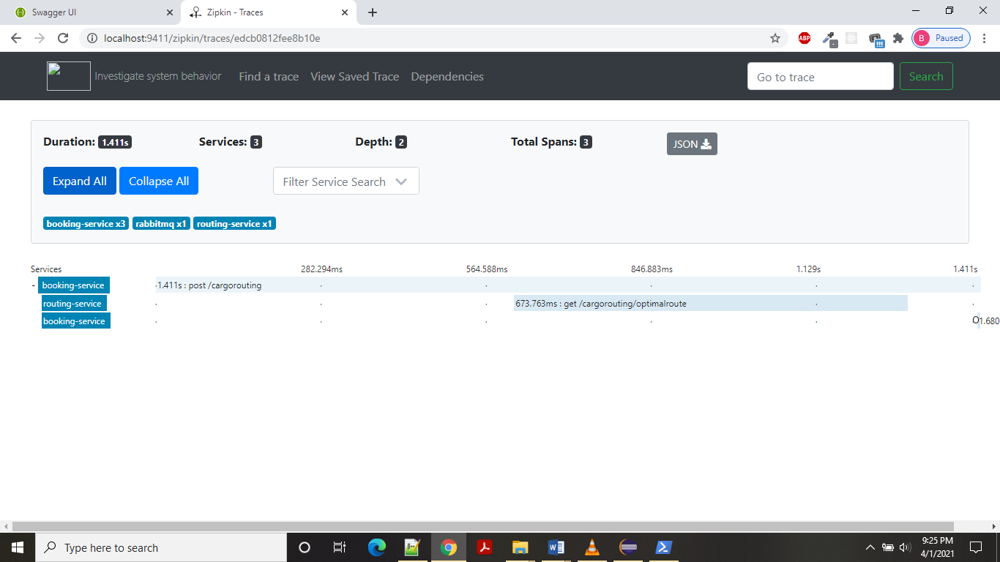 Swagger UI
Zipkin - Traces
localhost:9411/zipkin/traces/edcb0812fee8b10e
ABP
B Paused
Investigate system behavior Find a trace View Saved Trace Dependencies Go to trace Search
Duration: 1.411s Services: 3 Depth: 2 Total Spans: 3 JSON
Expand All Collapse All Filter Service Search
booking-service x3 rabbitmq x1 routing-service x1
Services 282.294ms 564.588ms 846.883ms 1.129s 1.411s
- booking-service 1.411s : post /cargorouting
routing-service 673.763ms : get /cargorouting/optimalroute
booking-service 1.680
Type here to search
9:25 PM
4/1/2021